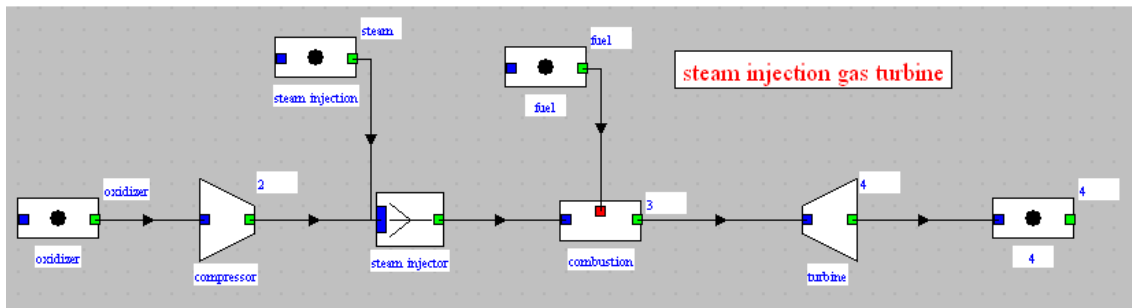 steam
fuel
steam injection gas turbine
steam injection
fuel
oxidizer
2
3
4
4
oxidizer
compressor
steam injector
combustion
turbine
4